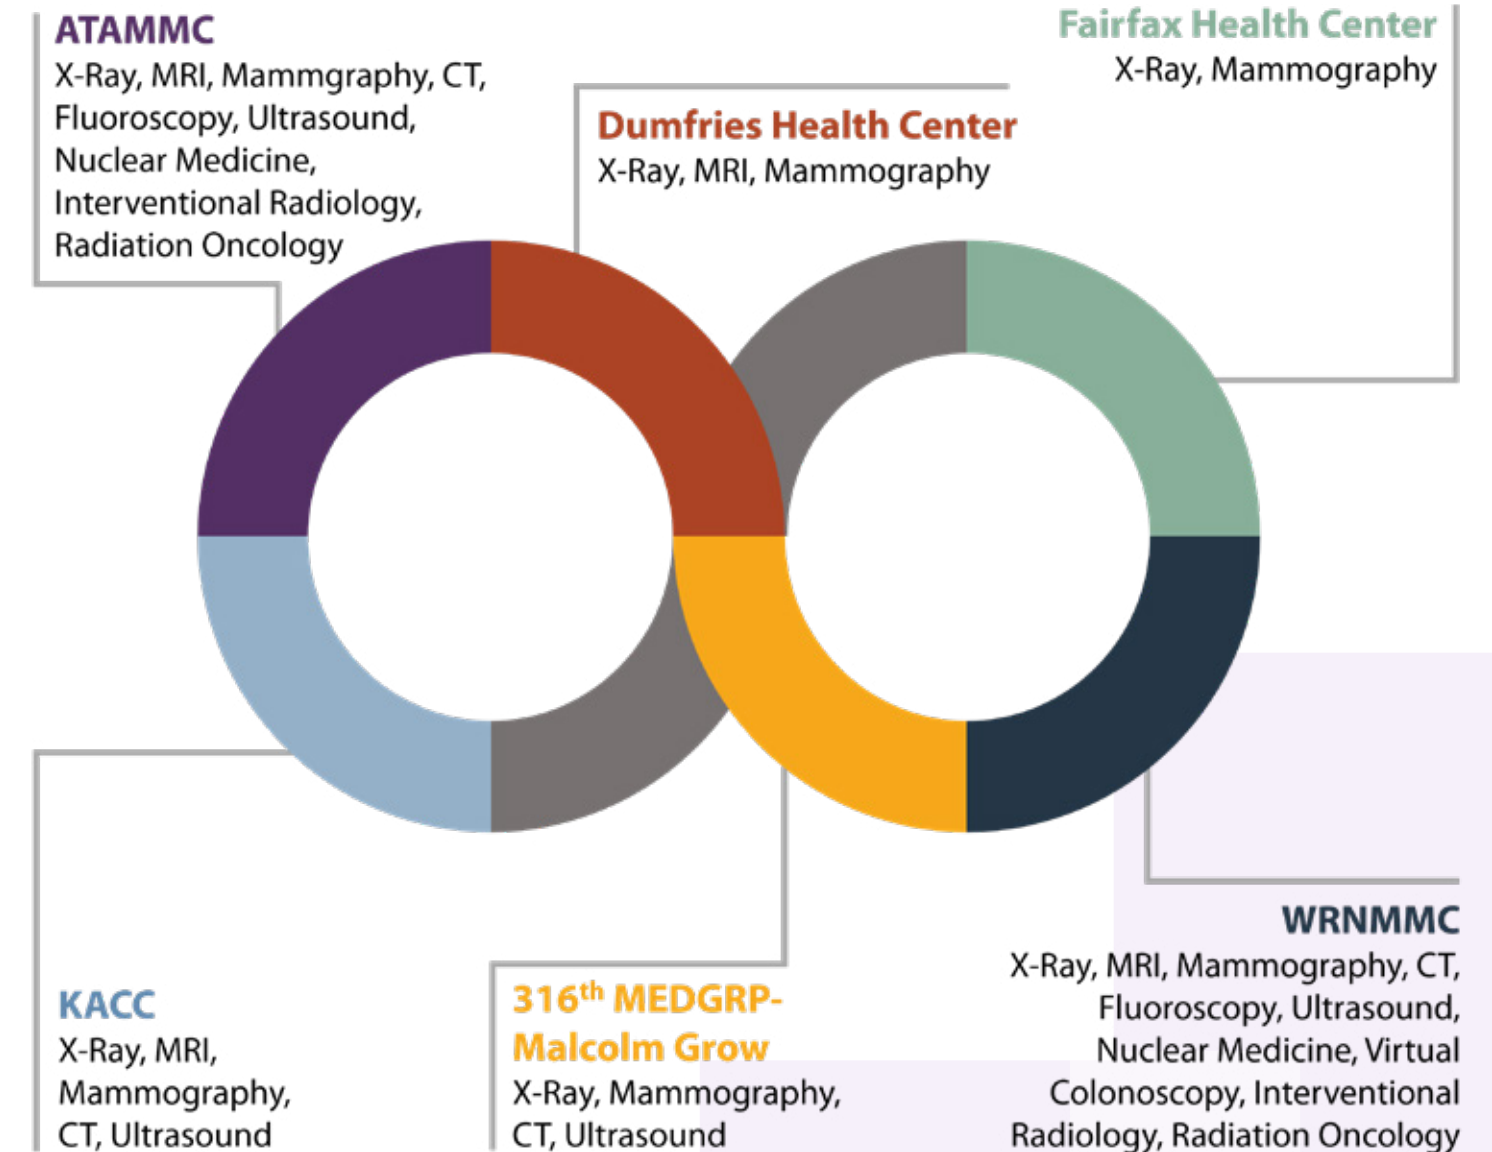 ATAMMC
X-Ray, MRI, Mammgraphy, CT,
Fluoroscopy, Ultrasound,
Nuclear Medicine,
Interventional Radiology,
Radiation Oncology
Dumfries Health Center
X-Ray, MRI, Mammography
Fairfax Health Center
X-Ray, Mammography
KACC
X-Ray, MRI,
Mammography,
CT, Ultrasound
316th MEDGRP-
Malcolm Grow
X-Ray, Mammography,
CT, Ultrasound
WRNMMC
X-Ray, MRI, Mammography, CT,
Fluoroscopy, Ultrasound,
Nuclear Medicine, Virtual
Colonoscopy, Interventional
Radiology, Radiation Oncology